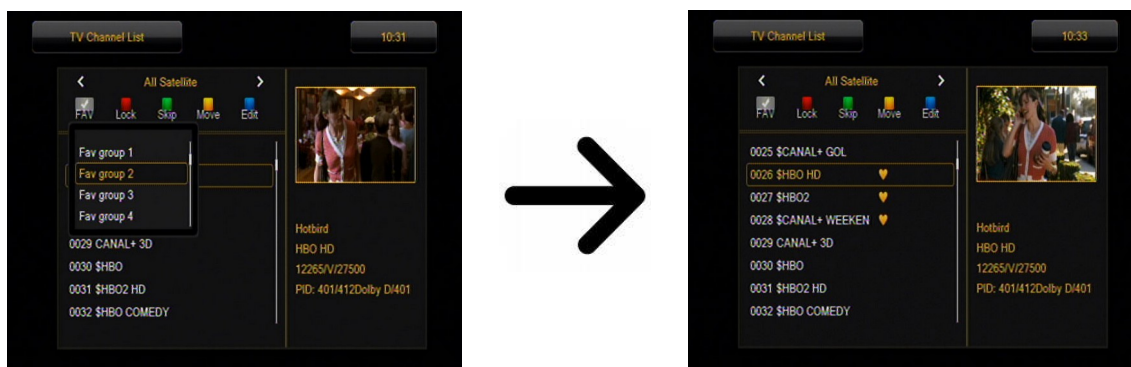 TV Channel List
10:31
All Satellite
FAV Lock Skip Move Edit
Fav group 1
Fav group 2
Fav group 3
Fav group 4
0029 CANAL+ 3D
0030 $HBO
0031 $HBO2 HD
0032 $HBO COMEDY
Hotbird
HBO HD
12265/V/27500
PID: 401/412Dolby D/401
TV Channel List
10:33
All Satellite
FAV Lock Skip Move Edit
0025 $CANAL+ GOL
0026 $HBO HD
0027 $HBO2
0028 $CANAL+ WEEKEN
0029 CANAL+ 3D
0030 $HBO
0031 $HBO2 HD
0032 $HBO COMEDY
Hotbird
HBO HD
12265/V/27500
PID: 401/412Dolby D/401